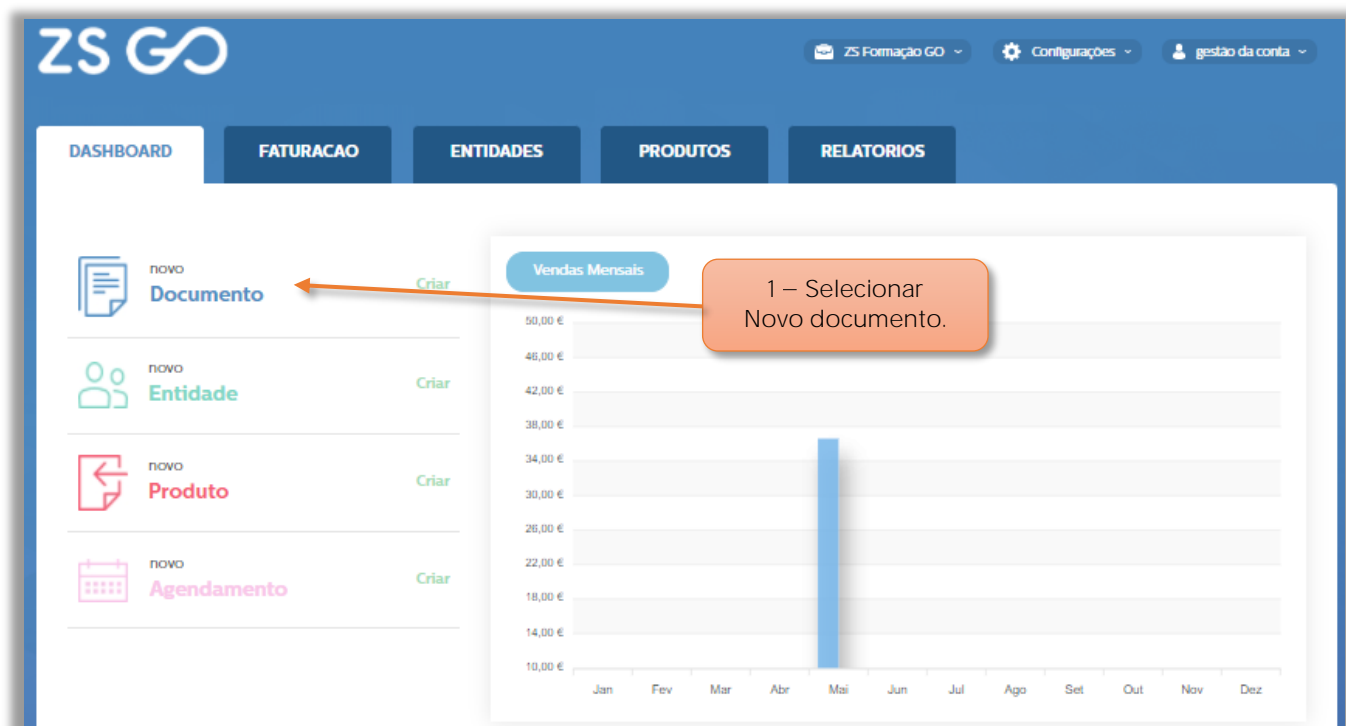 ZS GO
ZS Formação GO
Configurações
gestão da conta
DASHBOARD
FATURACAO
ENTIDADES
PRODUTOS
RELATORIOS
novo
Documento
Criar
novo
Entidade
Criar
novo
Produto
Criar
novo
Agendamento
Criar
Vendas Mensais
1 – Selecionar
Novo documento.
50,00 €
46,00 €
42,00 €
38,00 €
34,00 €
30,00 €
26,00 €
22,00 €
18,00 €
14,00 €
10,00 €
Jan Fev Mar Abr Mai Jun Jul Ago Set Out Nov Dez